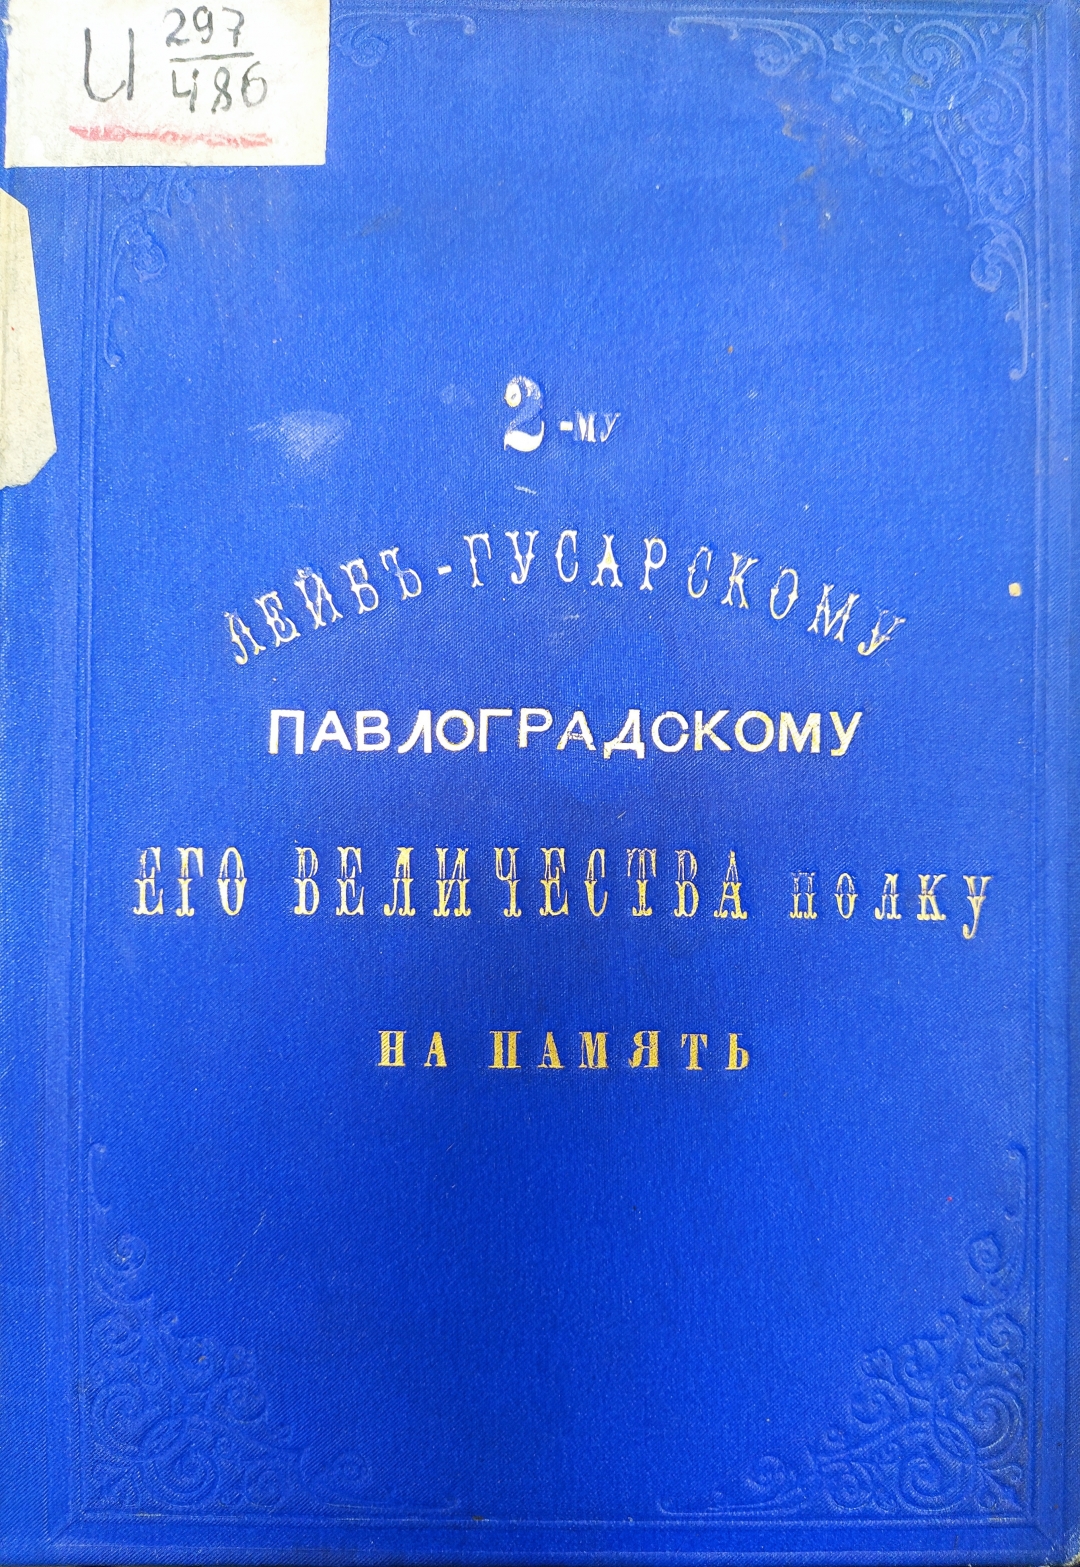 И 297
486
2-му
ЛЕЙБЪ-ГУСАРСКОМУ
ПАВЛОГРАДСКОМУ
ЕГО ВЕЛИЧЕСТВА ПОЛКУ
НА ПАМЯТЬ